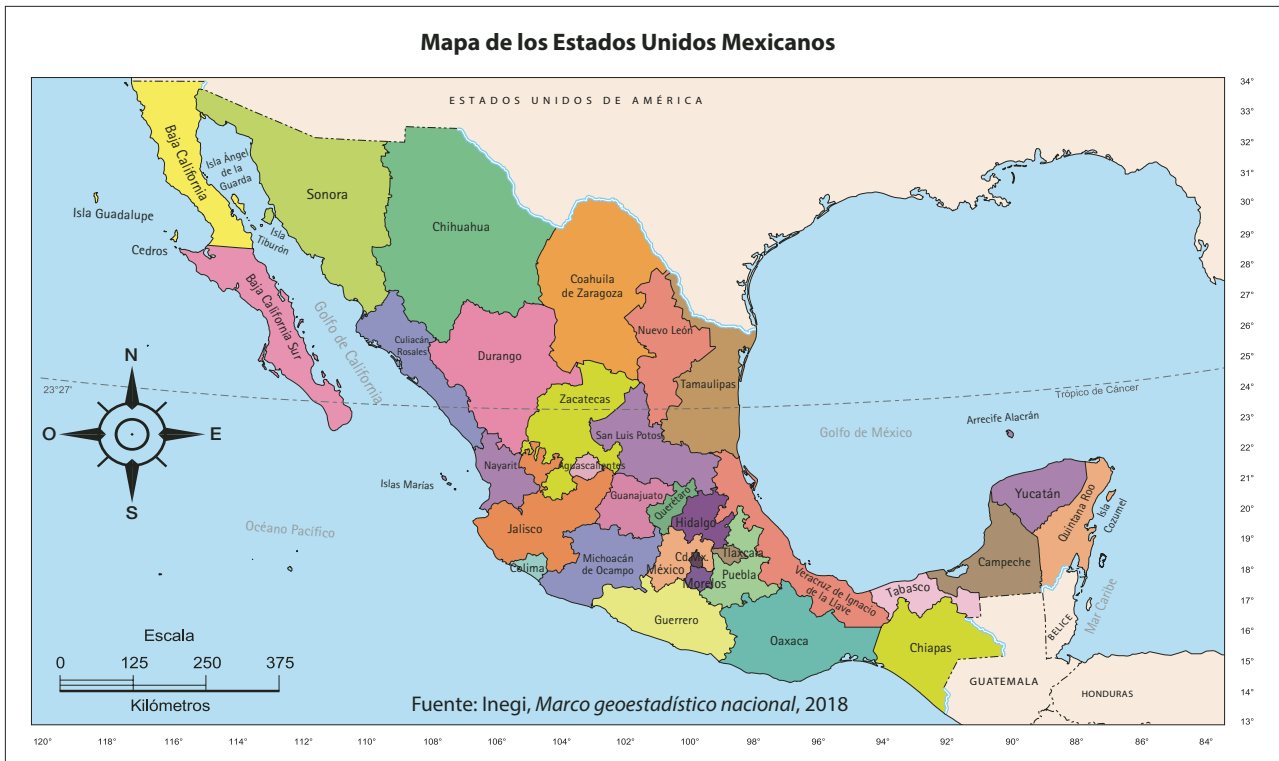 Mapa de los Estados Unidos Mexicanos
ESTADOS UNIDOS DE AMÉRICA
34°
33°
32°
31°
30°
29°
28°
27°
26°
25°
24°
23°
22°
21°
20°
19°
18°
17°
16°
15°
14°
13°
Baja California
Isla Ángel
de la
Guarda
Sonora
Isla Guadalupe
Isla
Tiburón
Chihuahua
Cedros
Baja California Sur
Golfo de California
Coahuila
de Zaragoza
Nuevo León
Culiacán
Rosales
Durango
Tamaulipas
N
O
E
S
23°27'
Trópico de Cáncer
Zacatecas
Arrecife Alacrán
San Luis Potos
Golfo de México
Nayarit
Aguascalientes
Islas Marías
Guanajuato
Querétaro
Yucatán
Quintana Roo
Isla
Cozumel
Océano Pacífico
Jalisco
Hidalgo
Colima
Michoacán
de Ocampo
Cd.Mx.
México
Tlaxcala
Morelos
Puebla
Veracruz de Ignacio
de la Llave
Tabasco
Campeche
Mar Caribe
BELICE
Guerrero
Oaxaca
Chiapas
GUATEMALA
HONDURAS
Escala
0 125 250 375
Kilómetros
Fuente: Inegi, Marco geoestadístico nacional, 2018
120° 118° 116° 114° 112° 110° 108° 106° 104° 102° 100° 98° 96° 94° 92° 90° 88° 86° 84°